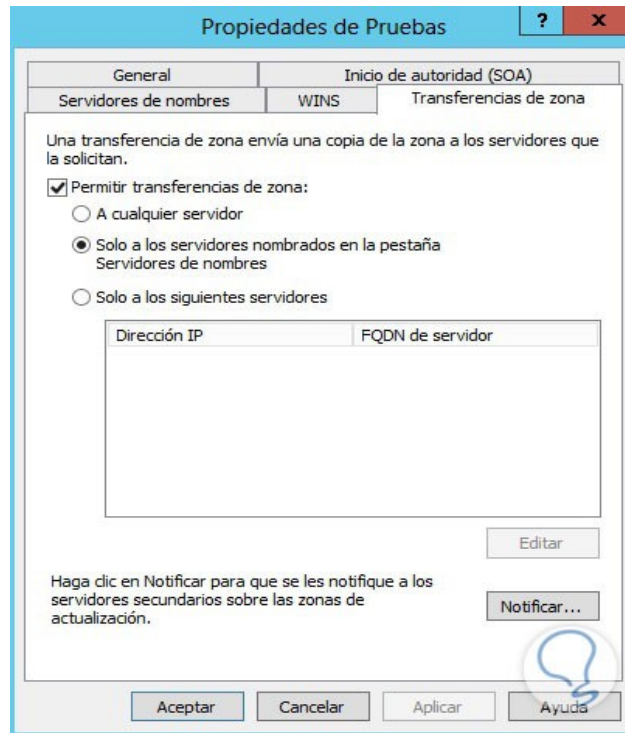 Propiedades de Pruebas
?
x
General
Inicio de autoridad (SOA)
Servidores de nombres
WINS
Transferencias de zona
Una transferencia de zona envía una copia de la zona a los servidores que
la solicitan.
Permitir transferencias de zona:
A cualquier servidor
Solo a los servidores nombrados en la pestaña
Servidores de nombres
Solo a los siguientes servidores
Dirección IP
FQDN de servidor
Editar
Haga clic en Notificar para que se les notifique a los
servidores secundarios sobre las zonas de
actualización.
Notificar...
Aceptar
Cancelar
Aplicar
Ayuda